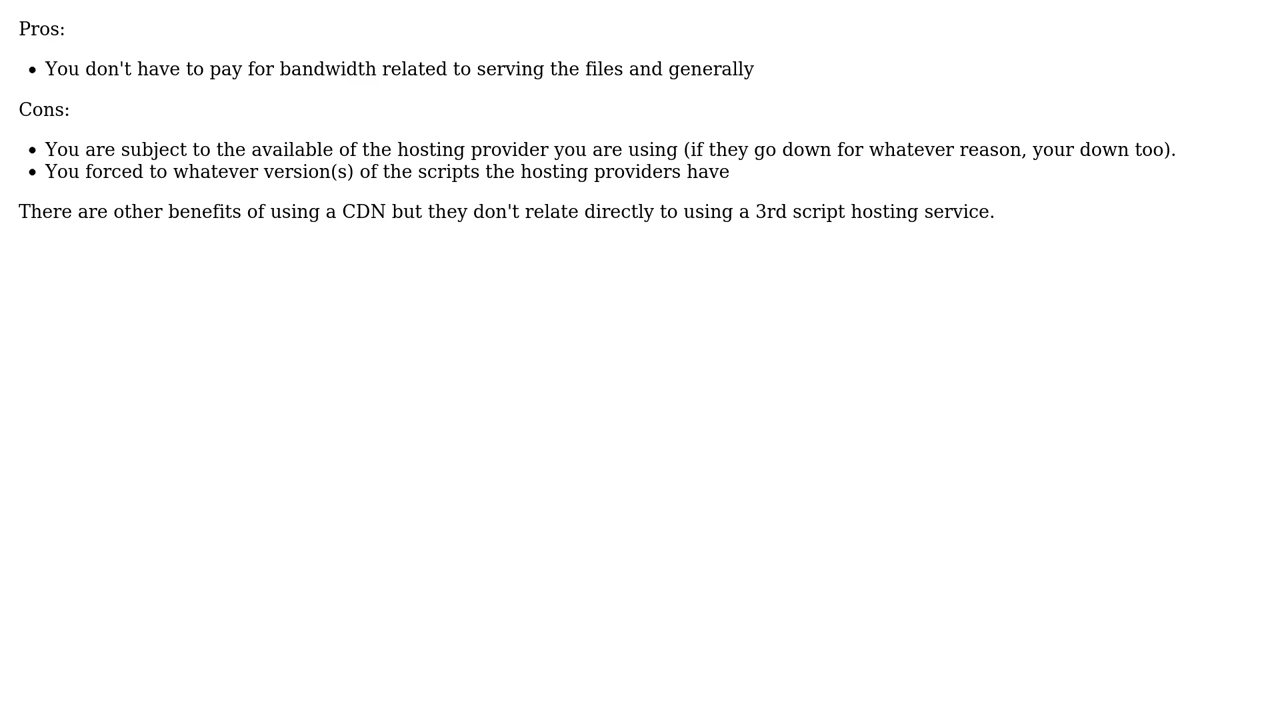 Pros:
• You don't have to pay for bandwidth related to serving the files and generally
Cons:
• You are subject to the available of the hosting provider you are using (if they go down for whatever reason, your down too).
• You forced to whatever version(s) of the scripts the hosting providers have
There are other benefits of using a CDN but they don't relate directly to using a 3rd script hosting service.